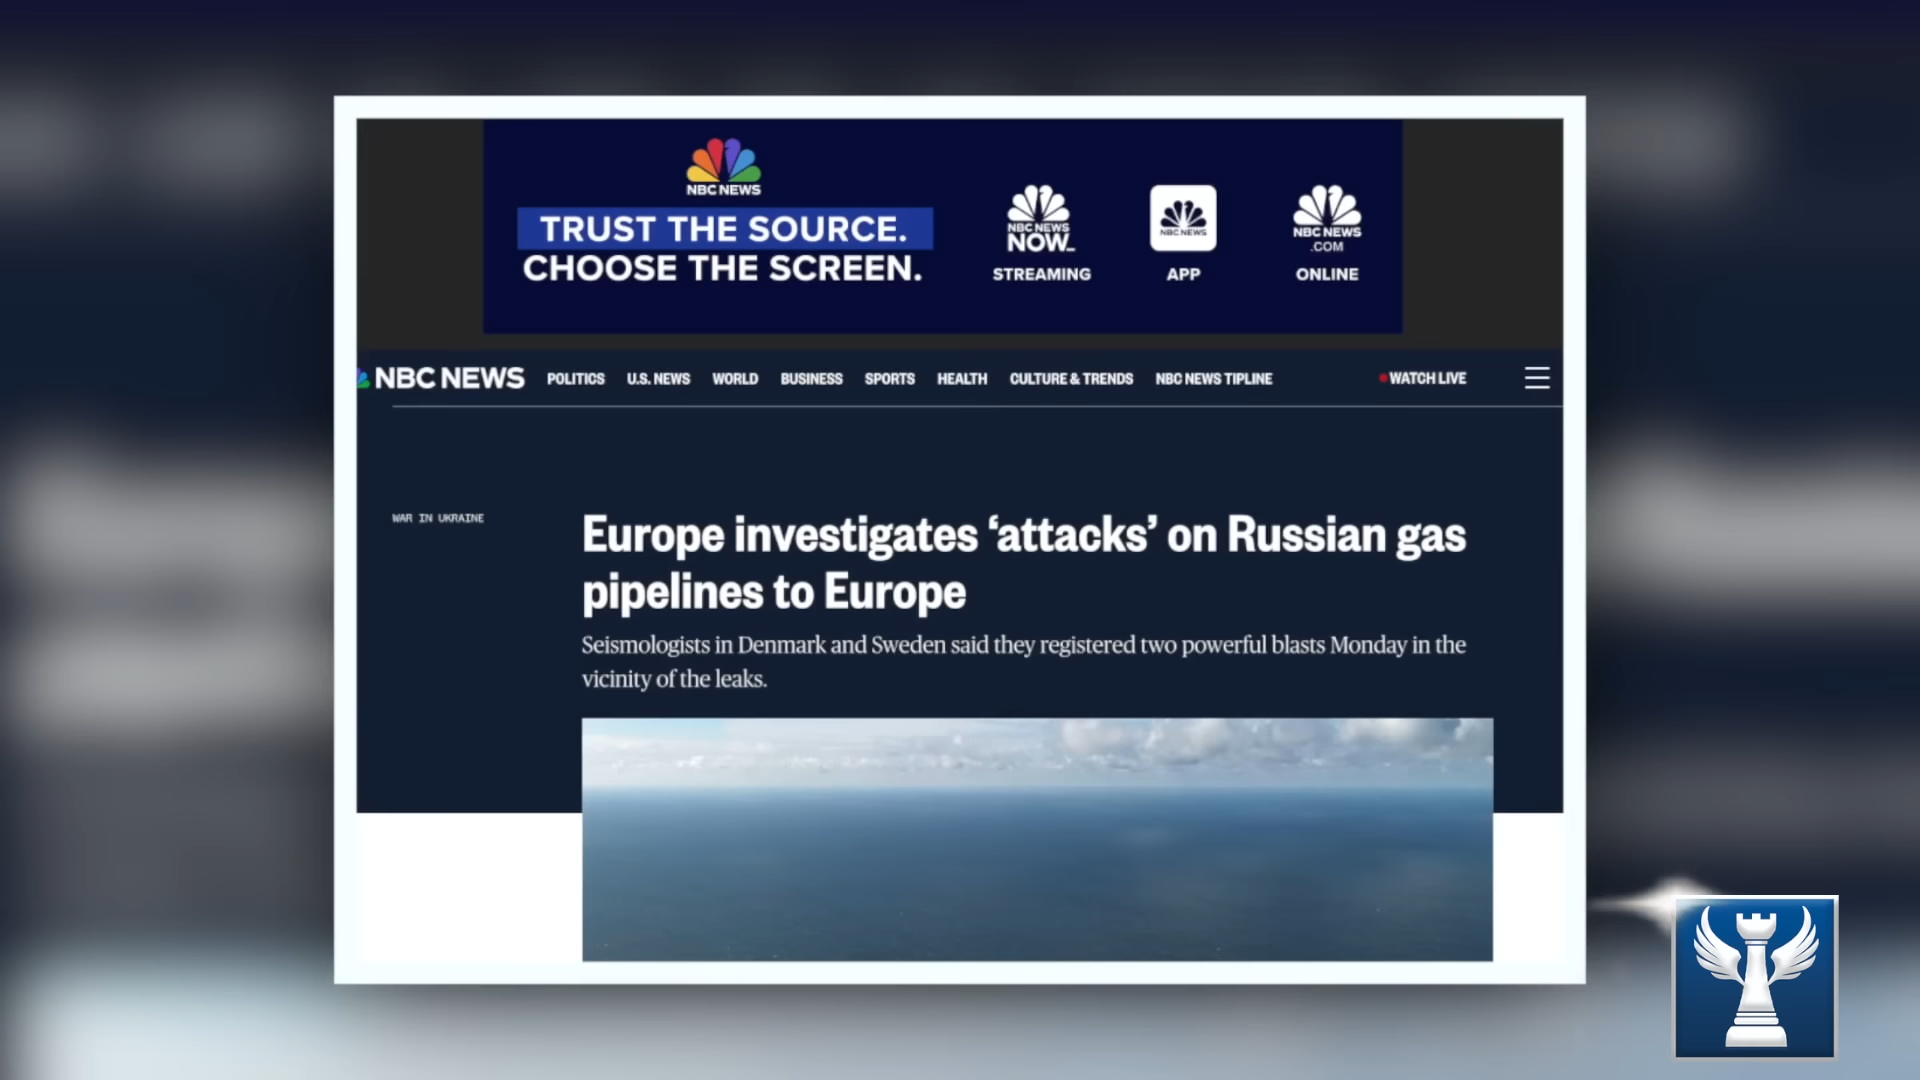 NBC NEWS
TRUST THE SOURCE.
CHOOSE THE SCREEN.
NBC NEWS
NOW
STREAMING
NBC NEWS
APP
NBC NEWS
.COM
ONLINE
NBC NEWS POLITICS U.S. NEWS WORLD BUSINESS SPORTS HEALTH CULTURE & TRENDS NBC NEWS TIPLINE WATCH LIVE
WAR IN UKRAINE
Europe investigates ‘attacks’ on Russian gas
pipelines to Europe
Seismologists in Denmark and Sweden said they registered two powerful blasts Monday in the
vicinity of the leaks.